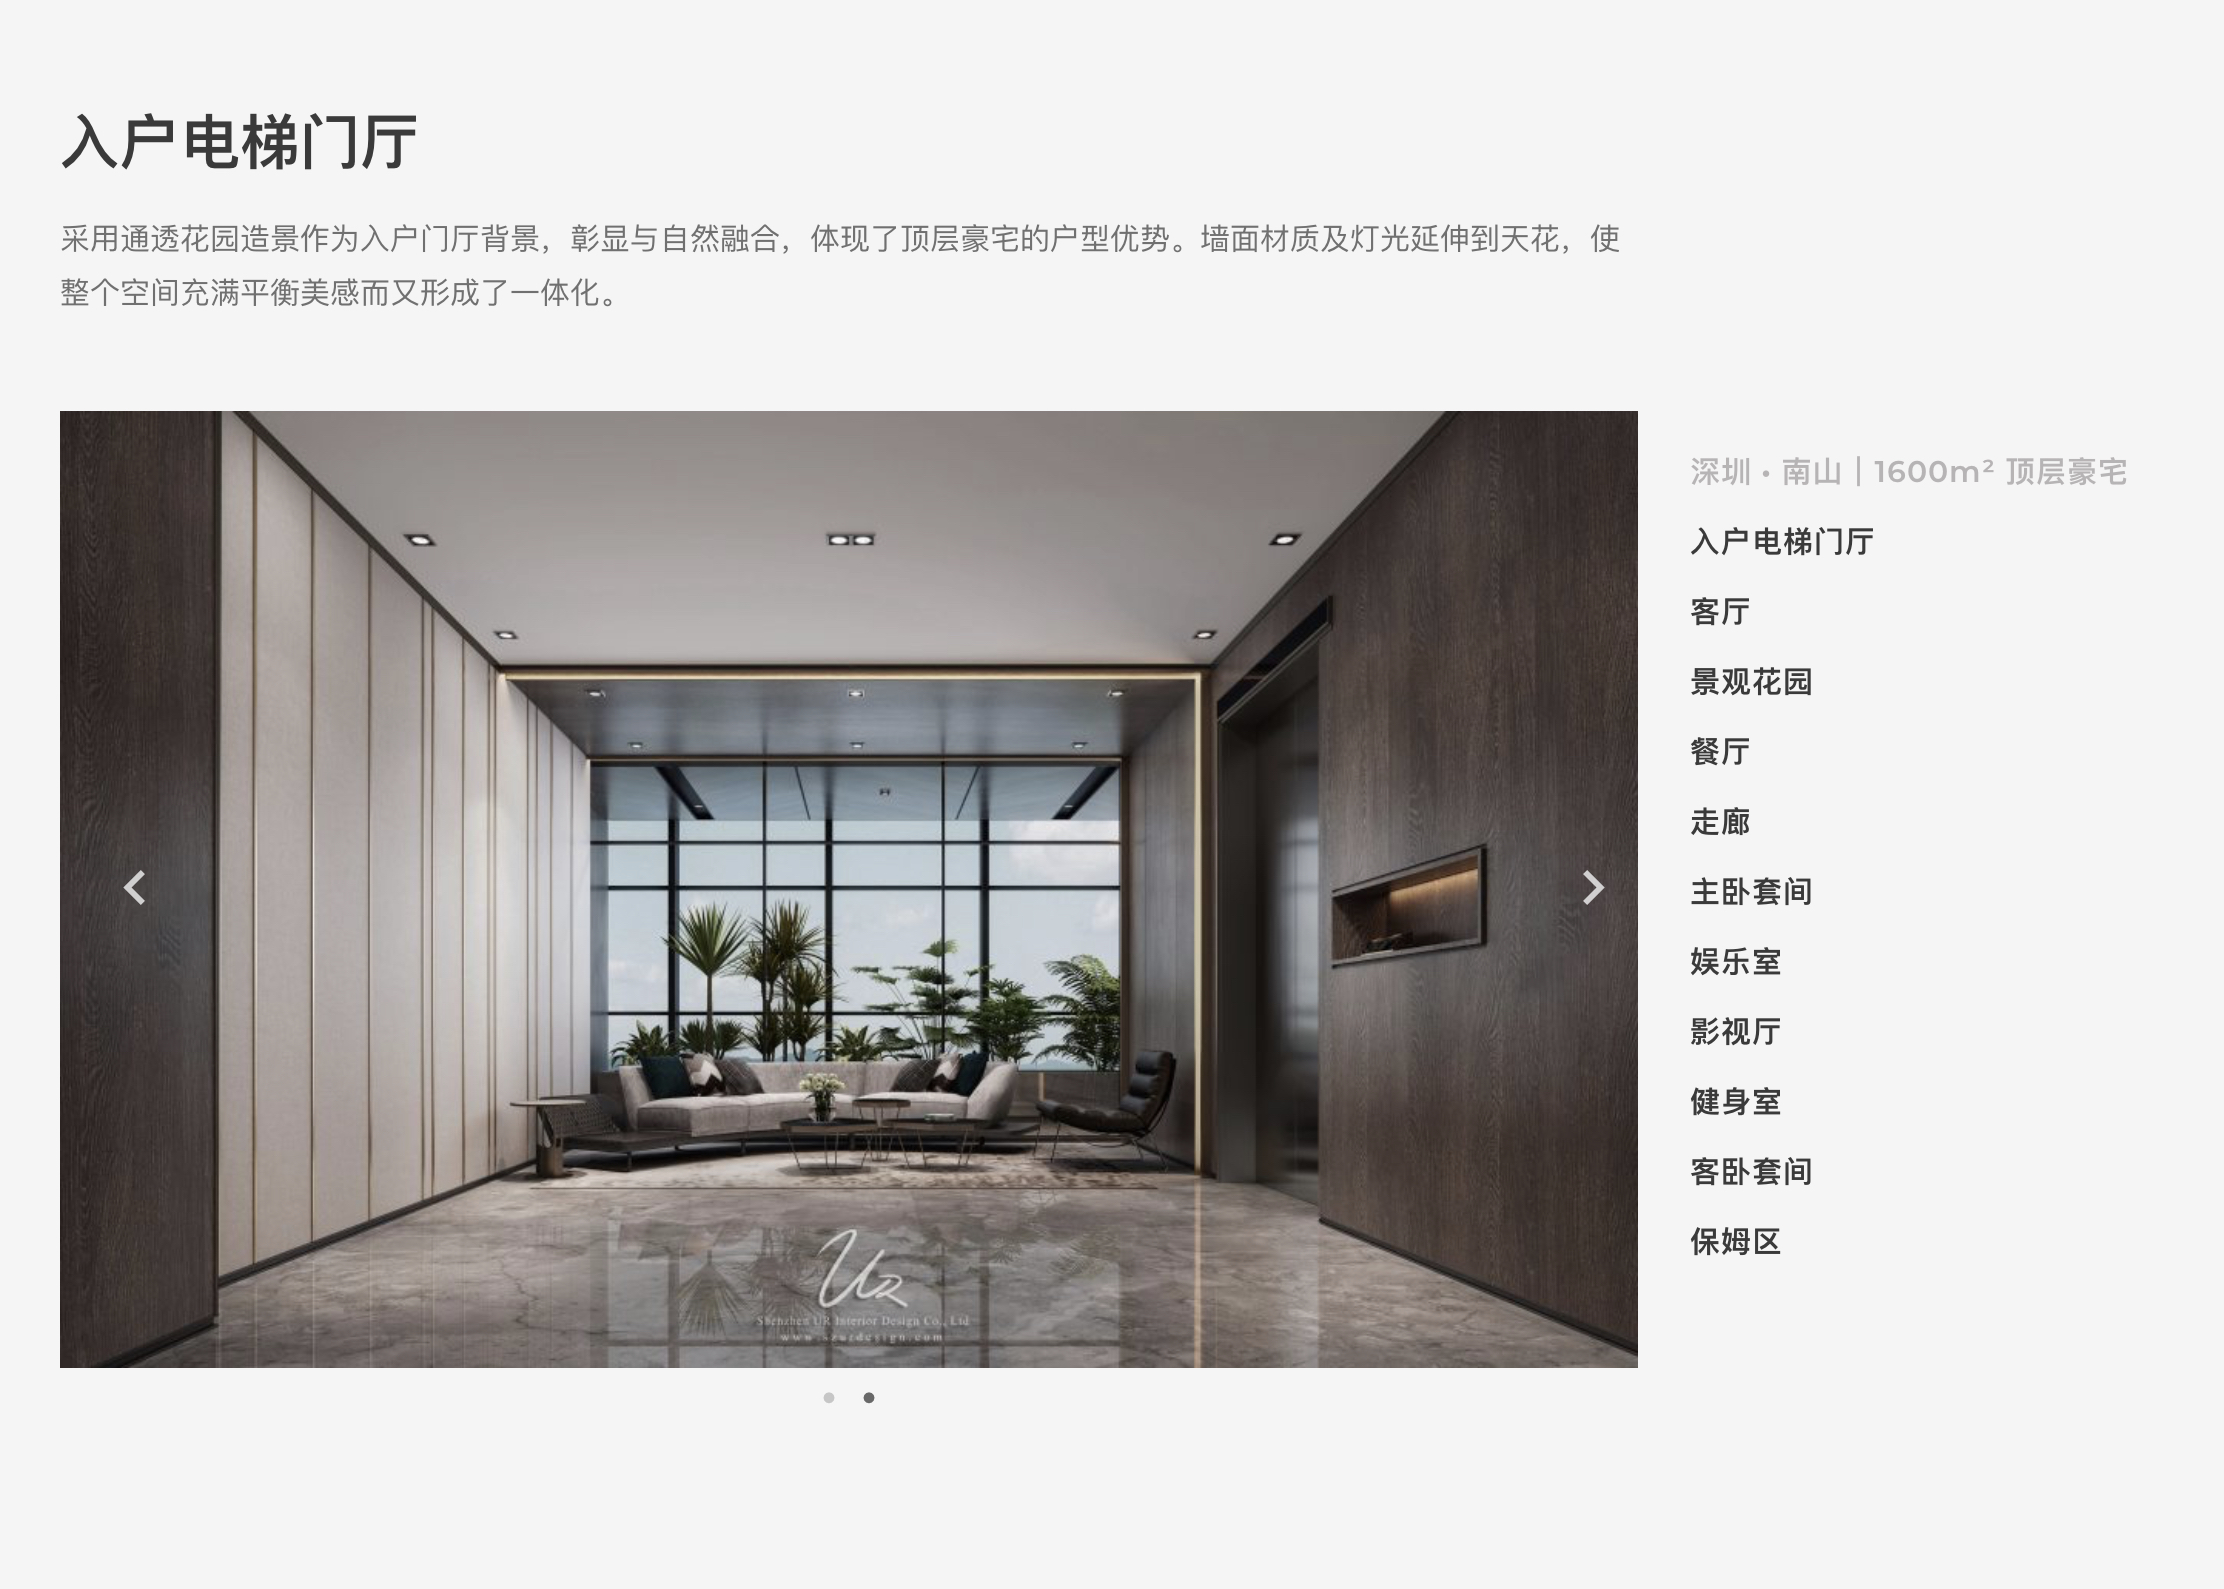 入户电梯门厅
采用通透花园造景作为入户门厅背景，彰显与自然融合，体现了顶层豪宅的户型优势。墙面材质及灯光延伸到天花，使
整个空间充满平衡美感而又形成了一体化。
深圳·南山｜1600m² 顶层豪宅
入户电梯门厅
客厅
景观花园
餐厅
走廊
主卧套间
娱乐室
影视厅
健身室
客卧套间
保姆区
UR
Shenzhen UR Interior Design Co., Ltd
www.szurdesign.com